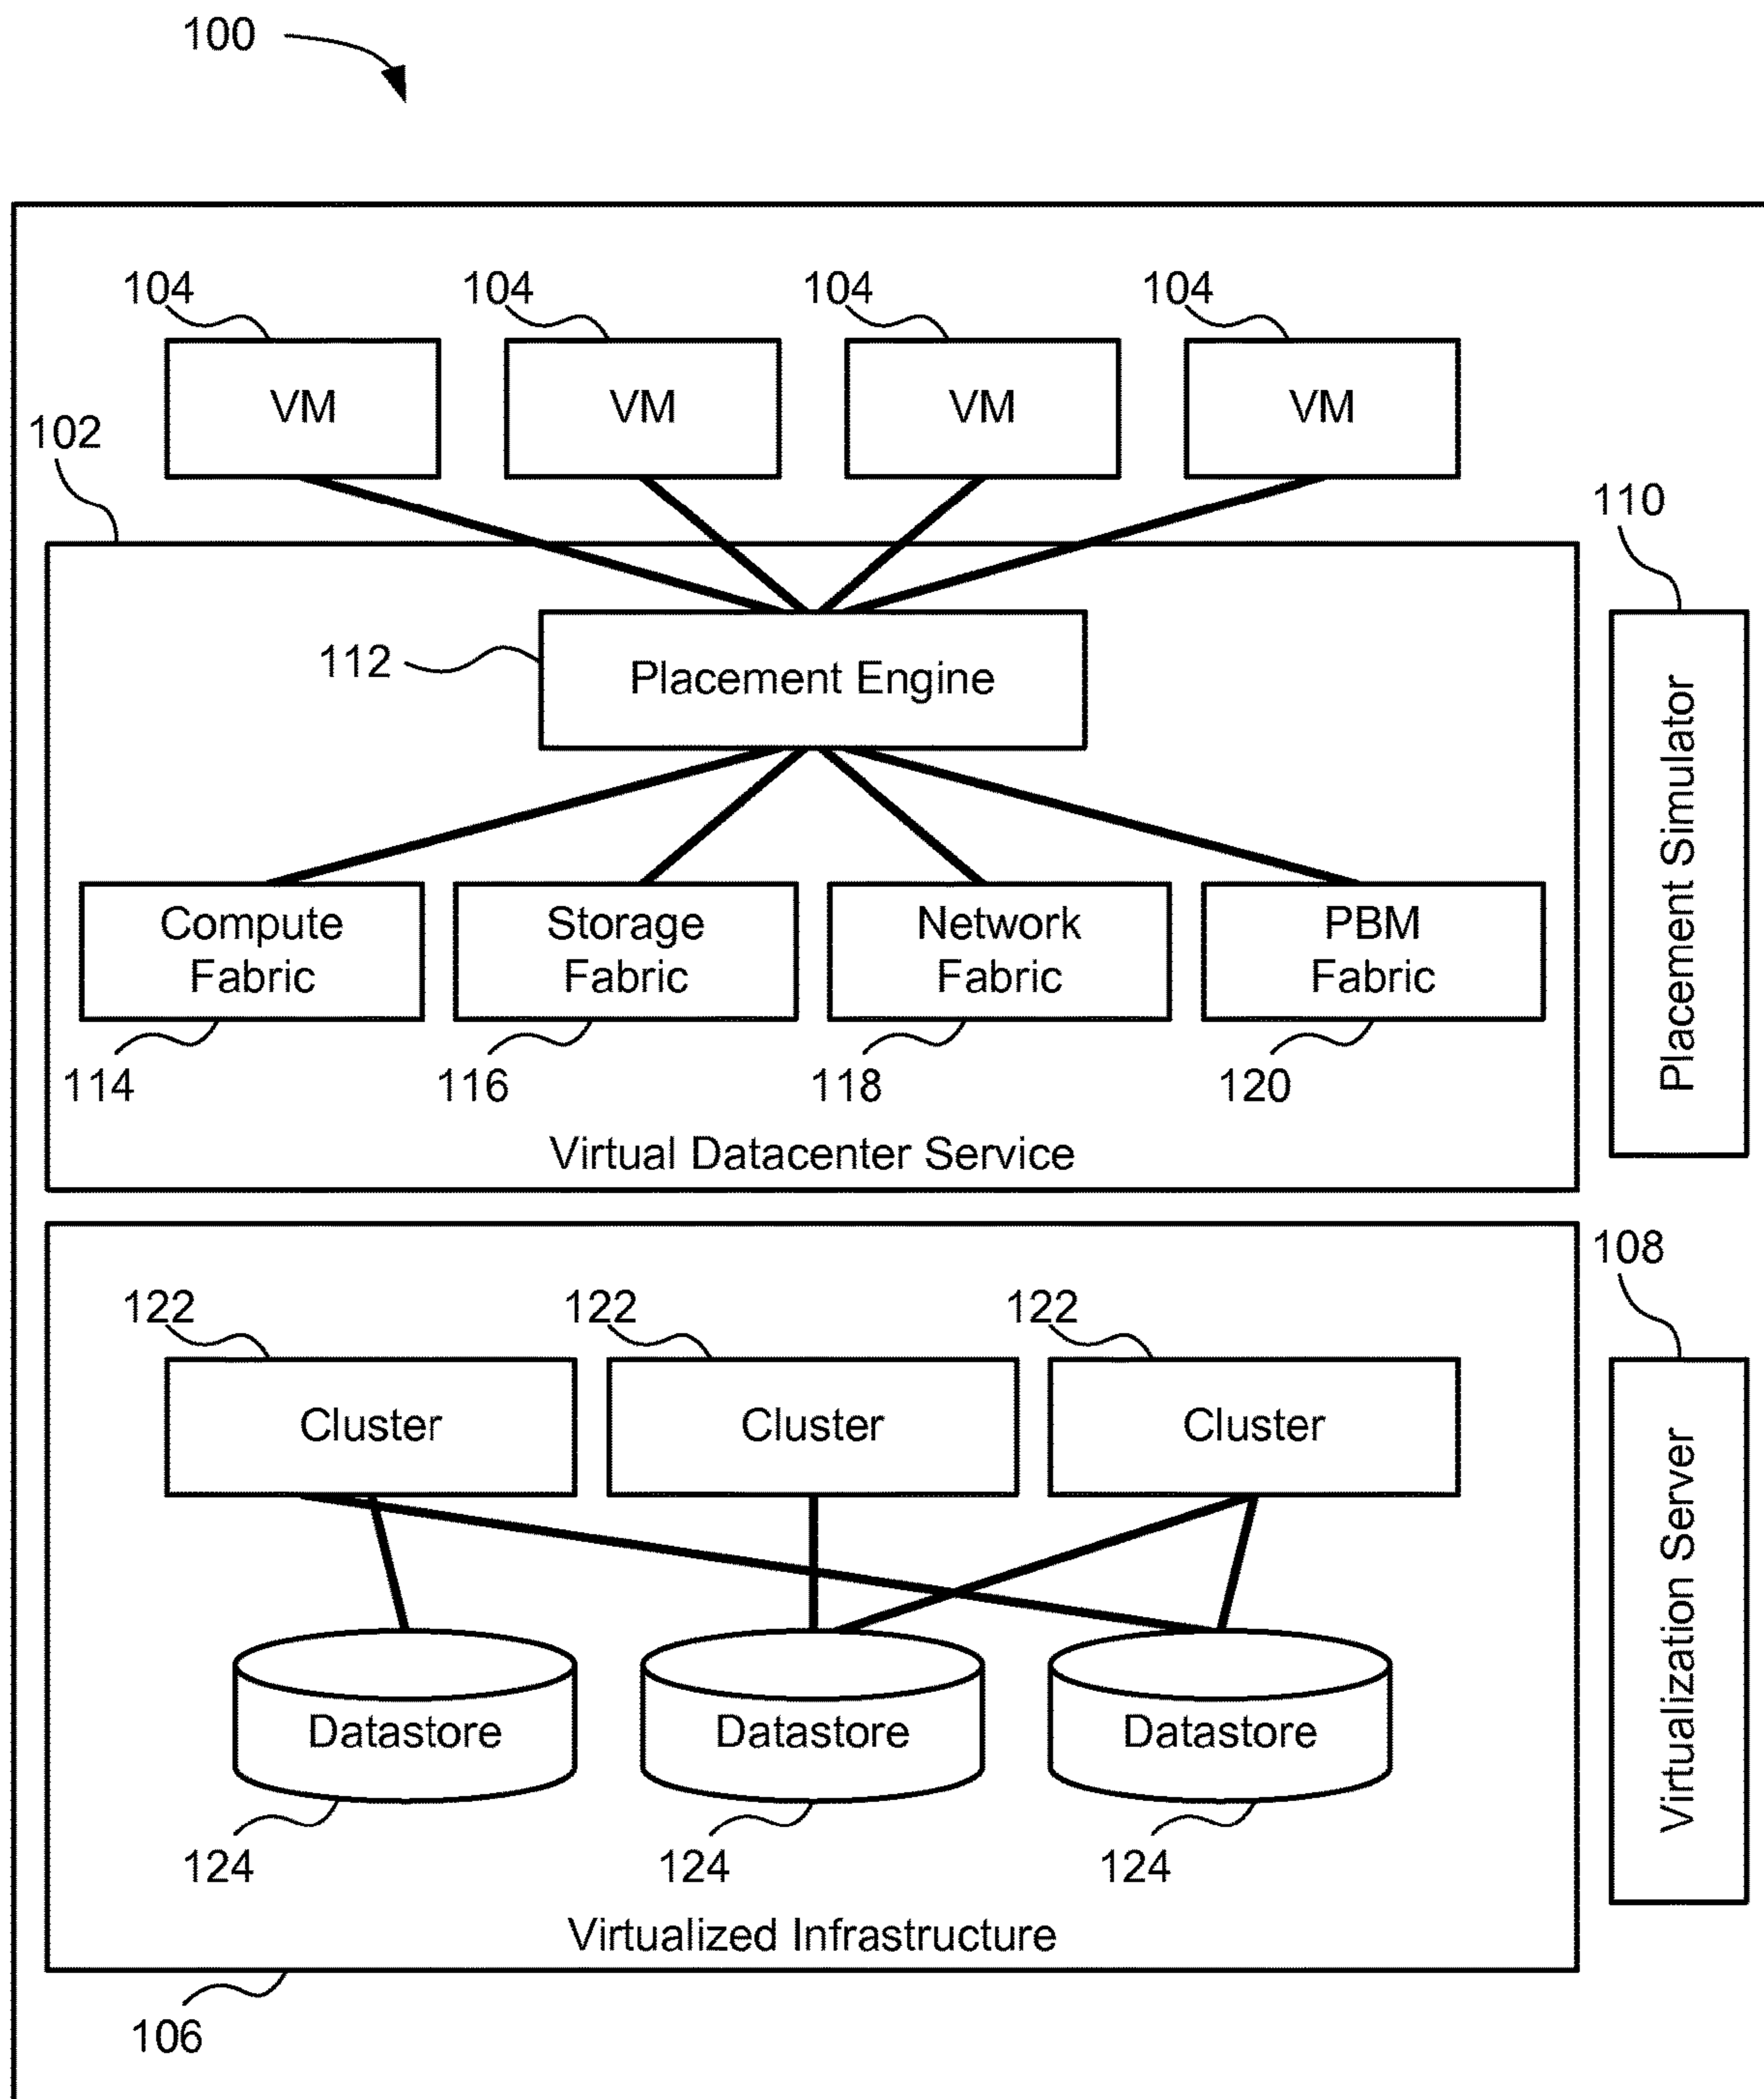 100
104 104 104 104
VM VM VM VM
102
110
112
Placement Engine
Placement Simulator
Compute Fabric
Storage Fabric
Network Fabric
PBM Fabric
114 116 118 120
Virtual Datacenter Service
108
122 122 122
Cluster Cluster Cluster
Virtualization Server
Datastore Datastore Datastore
124 124 124
Virtualized Infrastructure
106